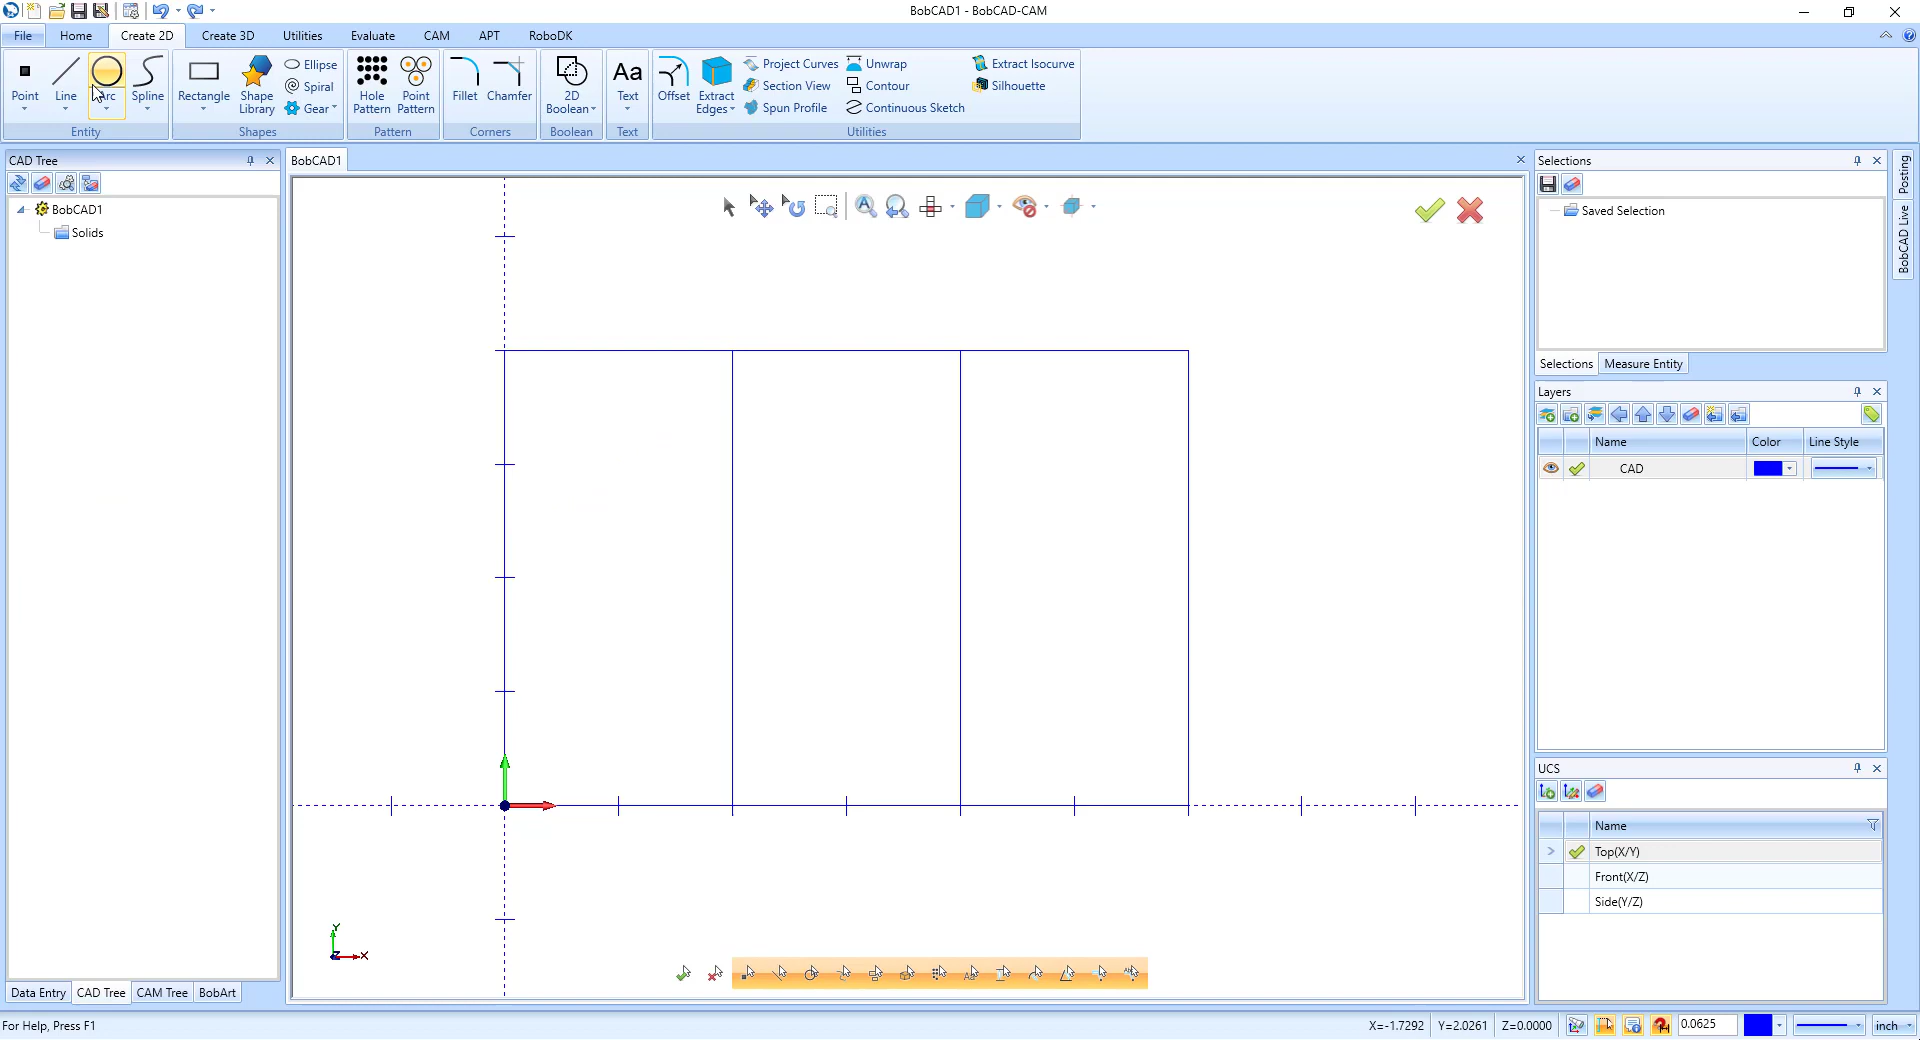 BobCAD1 - BobCAD-CAM
File Home Create 2D Create 3D Utilities Evaluate CAM APT RoboDK
Point Line Arc Spline
Entity
Rectangle Shape Library Ellipse Spiral Gear
Shapes
Hole Pattern Point Pattern
Pattern
Fillet Chamfer
Corners
2D Boolean
Boolean
Aa
Text
Text
Offset Extract Edges Project Curves Section View Spun Profile Unwrap Contour Continuous Sketch Extract Isocurve Silhouette
Utilities
CAD Tree
BobCAD1
Solids
Data Entry CAD Tree CAM Tree BobArt
BobCAD1
Y
Z X
Selections
Saved Selection
Selections Measure Entity
Posting
BobCAD Live
Layers
Name Color Line Style
CAD
UCS
Name
Top(X/Y)
Front(X/Z)
Side(Y/Z)
For Help, Press F1
X=-1.7292 Y=2.0261 Z=0.0000 0.0625 inch